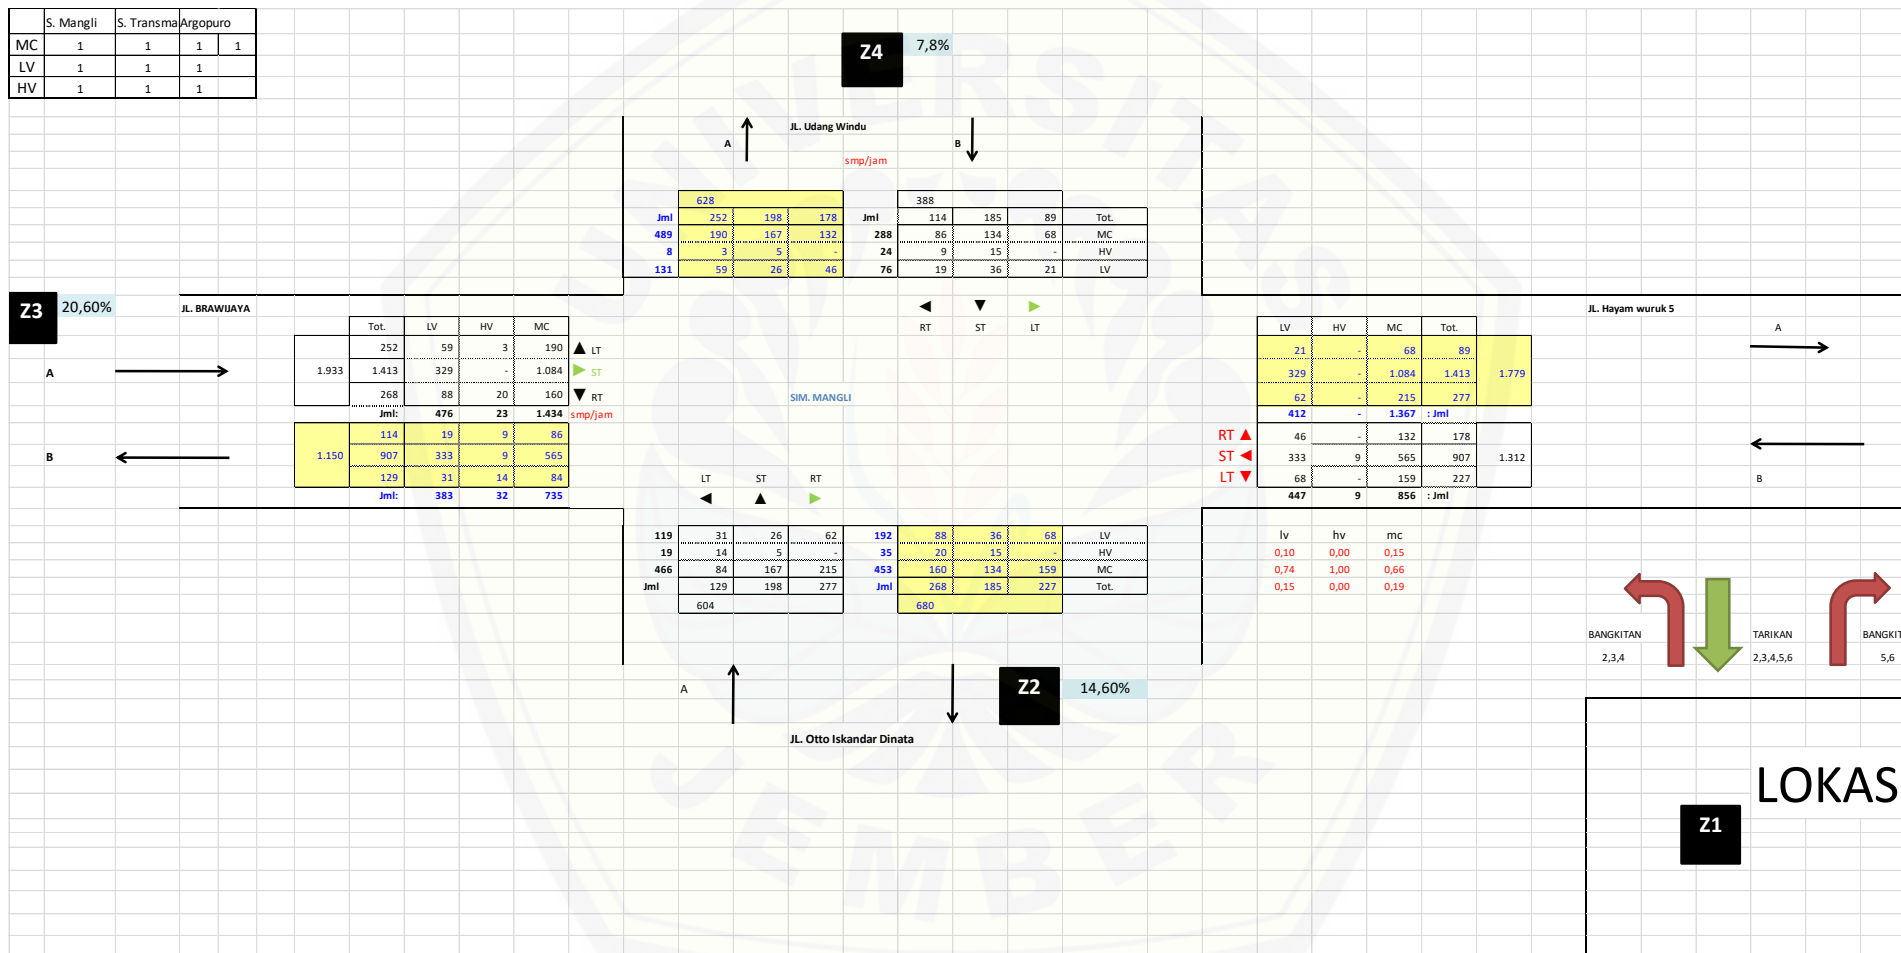 S. Mangli S. Transma Argopuro
MC 1 1 1 1
LV 1 1 1
HV 1 1 1
Z4 7,8%
JL. Udang Windu
A B
smp/jam
628 388
Jml 252 198 178 Jml 114 185 89 Tot.
489 190 167 132 288 86 134 68 MC
8 3 5 - 24 9 15 - HV
131 59 26 46 76 19 36 21 LV
RT ST LT
Z3 20,60%
JL. BRAWIJAYA
Tot. LV HV MC
252 59 3 190 LT
A 1.933 1.413 329 - 1.084 ST
268 88 20 160 RT
Jml: 476 23 1.434 smp/jam
114 19 9 86
B 1.150 907 333 9 565
129 31 14 84
Jml: 383 32 735
SIM. MANGLI
JL. Hayam wuruk 5
LV HV MC Tot. A
21 - 68 89
329 - 1.084 1.413 1.779
62 - 215 277
412 - 1.367 : Jml
RT 46 - 132 178
ST 333 9 565 907 1.312
LT 68 - 159 227
447 9 856 : Jml
B
LT ST RT
119 31 26 62 192 88 36 68 LV
19 14 5 - 35 20 15 - HV
466 84 167 215 453 160 134 159 MC
Jml 129 198 277 Jml 268 185 227 Tot.
604 680
lv hv mc
0,10 0,00 0,15
0,74 1,00 0,66
0,15 0,00 0,19
BANGKITAN TARIKAN BANGKIT
2,3,4 2,3,4,5,6 5,6
A
Z2 14,60%
JL. Otto Iskandar Dinata
LOKAS
Z1
UNIVERSITAS
JEMBER